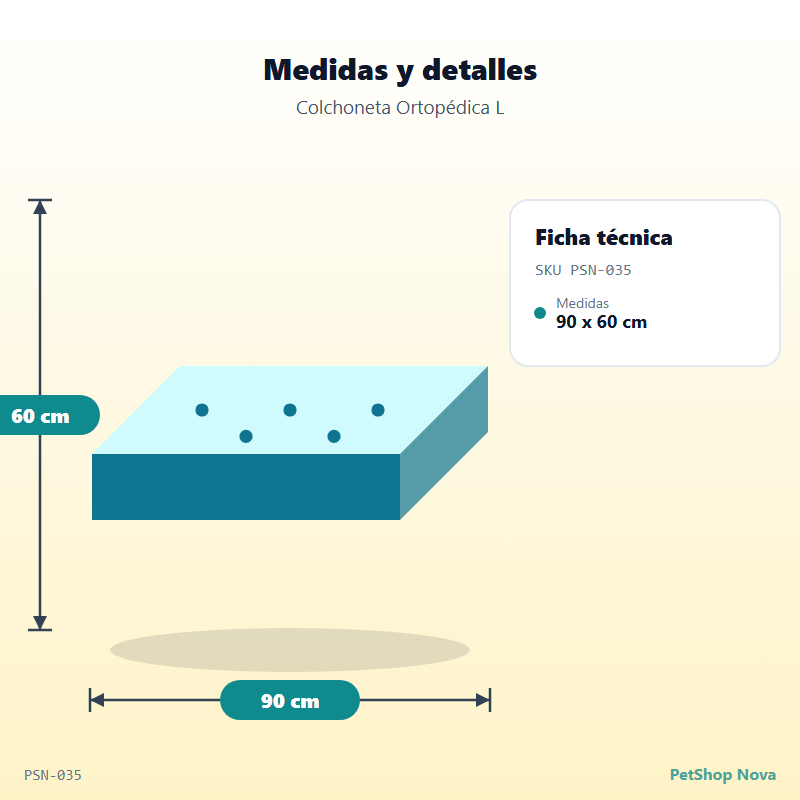 Medidas y detalles
Colchoneta Ortopédica L
Ficha técnica
SKU PSN-035
Medidas
90 x 60 cm
60 cm
90 cm
PSN-035
PetShop Nova